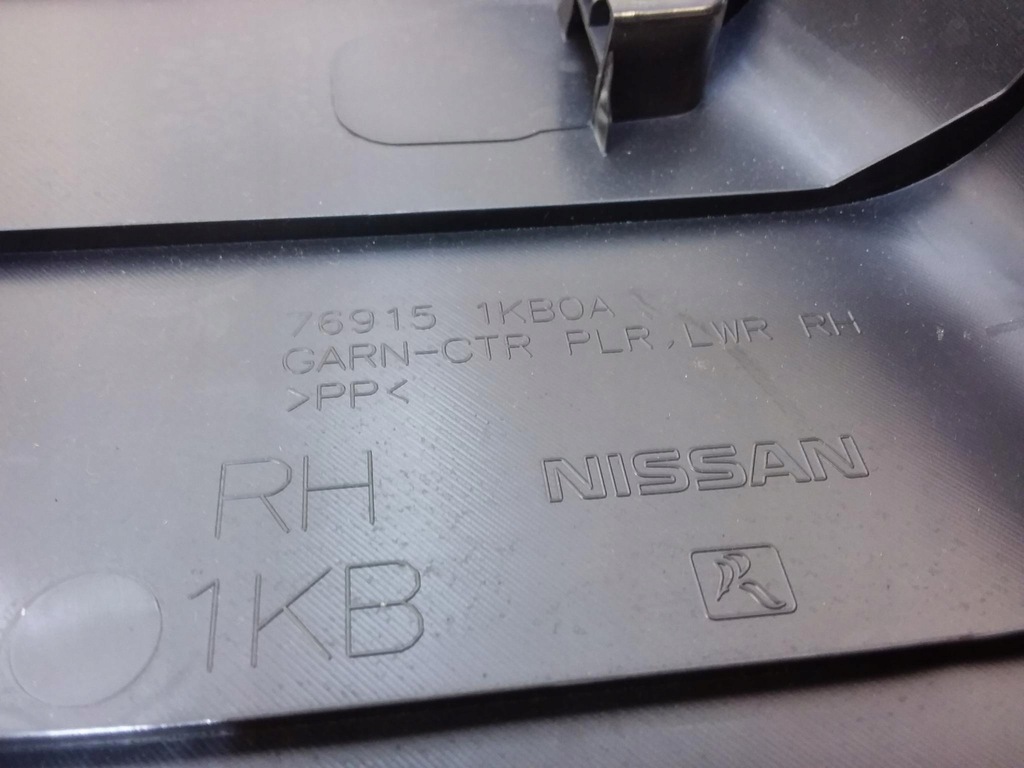 76915 1KB0A
GARN-CTR PLR,LWR RH
>PP<
RH
NISSAN
1KB
R